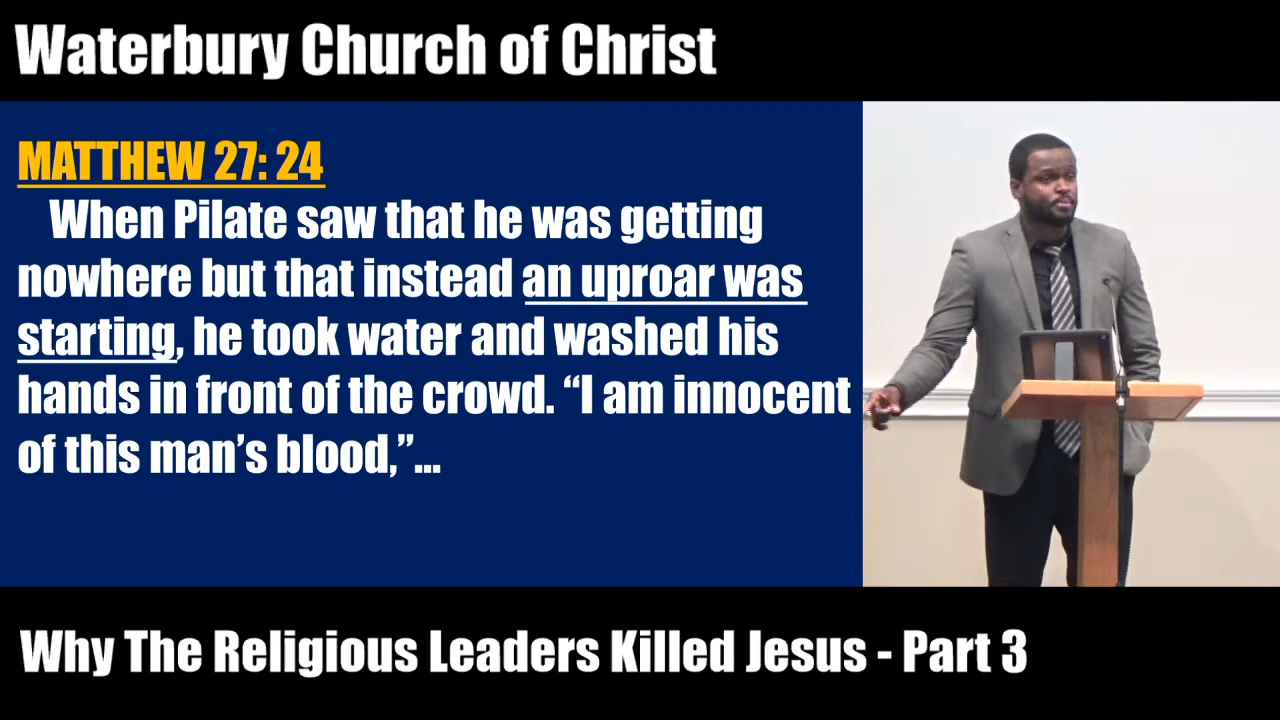 Waterbury Church of Christ
MATTHEW 27: 24
When Pilate saw that he was getting
nowhere but that instead an uproar was
starting, he took water and washed his
hands in front of the crowd. “I am innocent
of this man’s blood,”...
Why The Religious Leaders Killed Jesus - Part 3